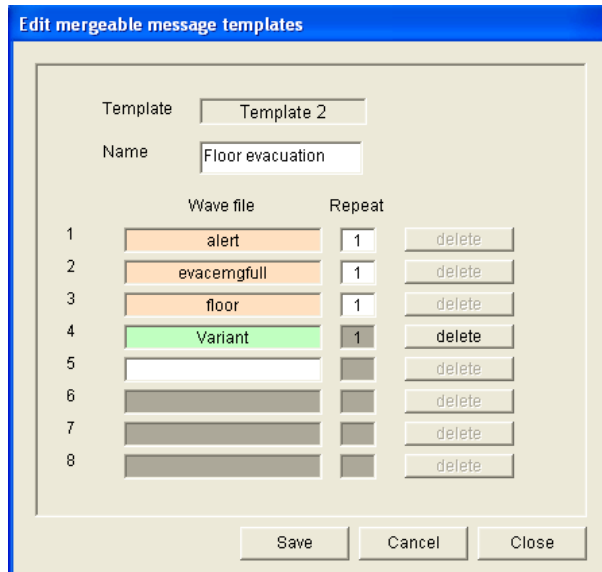 Edit mergeable message templates
Template Template 2
Name Floor evacuation
Wave file Repeat
1 alert 1 delete
2 evacemgfull 1 delete
3 floor 1 delete
4 Variant 1 delete
5 delete
6 delete
7 delete
8 delete
Save Cancel Close